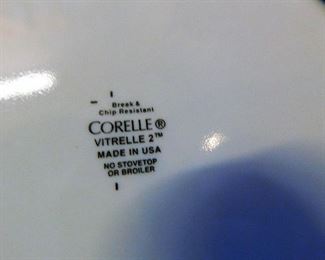 Break &
Chip Resistant
CORELLE®
VITRELLE 2™
MADE IN USA
NO STOVETOP
OR BROILER